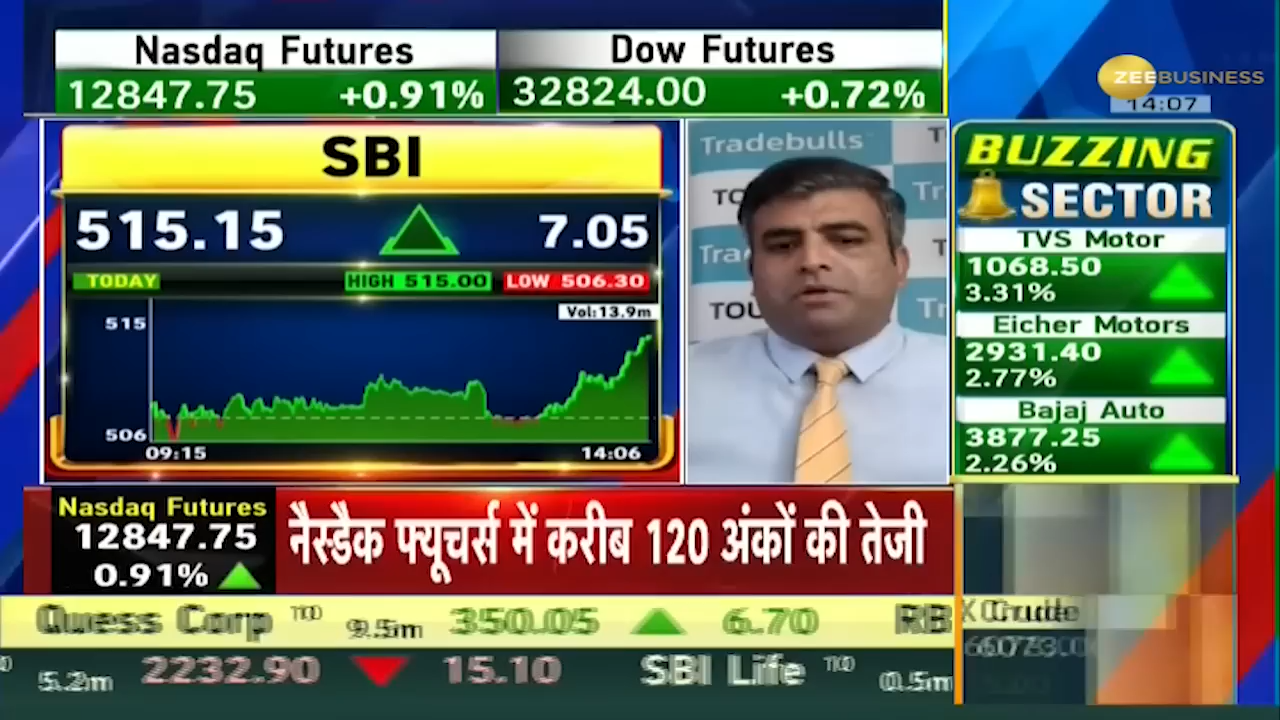 Nasdaq Futures
12847.75 +0.91%
Dow Futures
32824.00 +0.72%
ZEEBUSINESS
14:07
SBI
515.15 7.05
TODAY HIGH 515.00 LOW 506.30
Vol:13.9m
515
506
09:15 14:06
Tradebulls
BUZZING
SECTOR
TVS Motor
1068.50
3.31%
Eicher Motors
2931.40
2.77%
Bajaj Auto
3877.25
2.26%
Nasdaq Futures
12847.75
0.91%
नैस्डैक फ्यूचर्स में करीब 120 अंकों की तेजी
Quess Corp 9.5m 350.05 6.70
5.2m 2232.90 15.10 SBI Life 0.5m